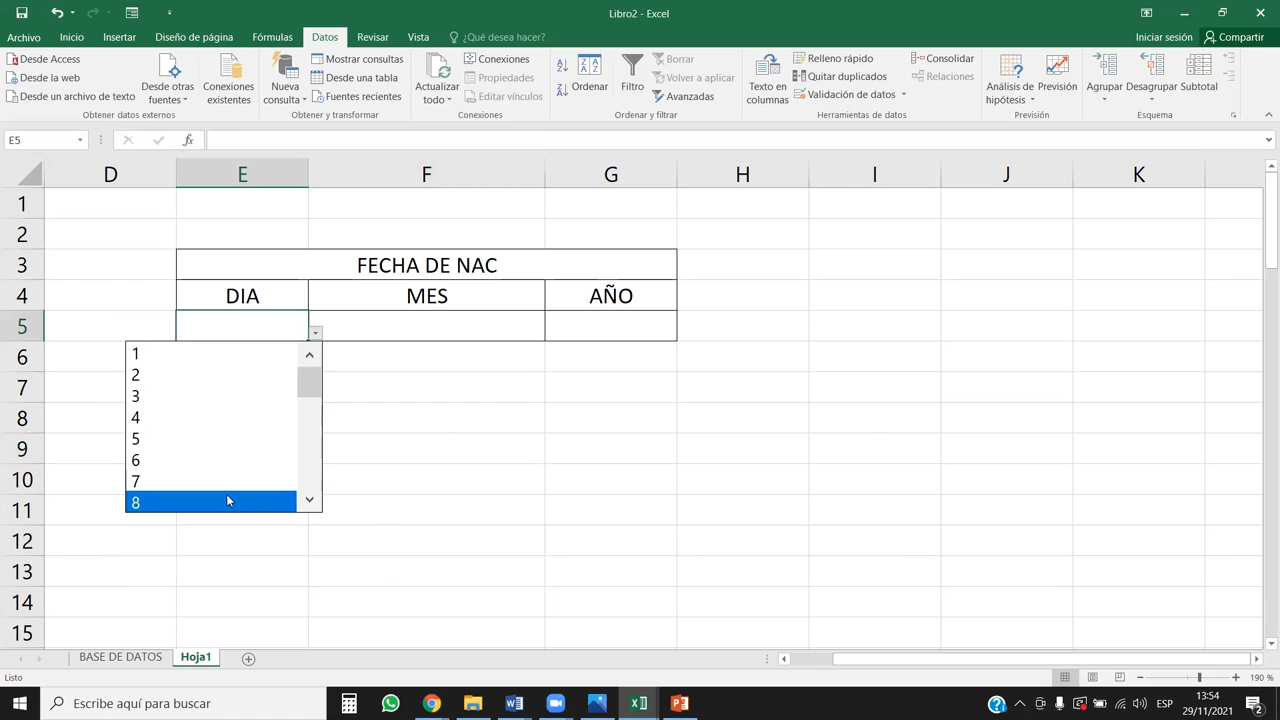 Libro2 - Excel
Archivo Inicio Insertar Diseño de página Fórmulas Datos Revisar Vista ¿Qué desea hacer? Iniciar sesión Compartir
Desde Access
Desde la web
Desde un archivo de texto
Desde otras
fuentes
Conexiones
existentes
Obtener datos externos
Nueva
consulta
Mostrar consultas
Desde una tabla
Fuentes recientes
Obtener y transformar
Actualizar
todo
Conexiones
Propiedades
Editar vínculos
Conexiones
Ordenar
Filtro
Borrar
Volver a aplicar
Avanzadas
Ordenar y filtrar
Texto en
columnas
Relleno rápido
Quitar duplicados
Validación de datos
Consolidar
Relaciones
Herramientas de datos
Análisis de
hipótesis
Previsión
Previsión
Agrupar
Desagrupar
Subtotal
Esquema
E5
fx
D E F G H I J K
1
2
3 FECHA DE NAC
4 DIA MES AÑO
5
6
7
8
9
10
11
12
13
14
15
1
2
3
4
5
6
7
8
BASE DE DATOS Hoja1
Listo
190 %
Escribe aquí para buscar
ESP
13:54
29/11/2021
2